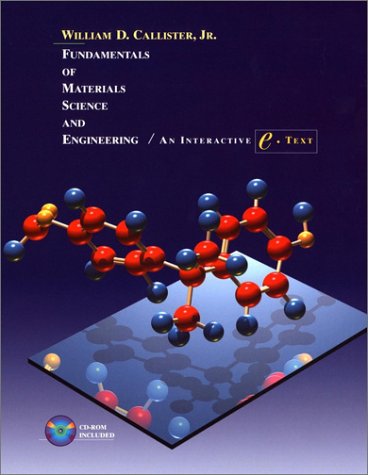 WILLIAM D. CALLISTER, JR.
FUNDAMENTALS
OF
MATERIALS
SCIENCE
AND
ENGINEERING / AN INTERACTIVE e • TEXT
CD-ROM
INCLUDED